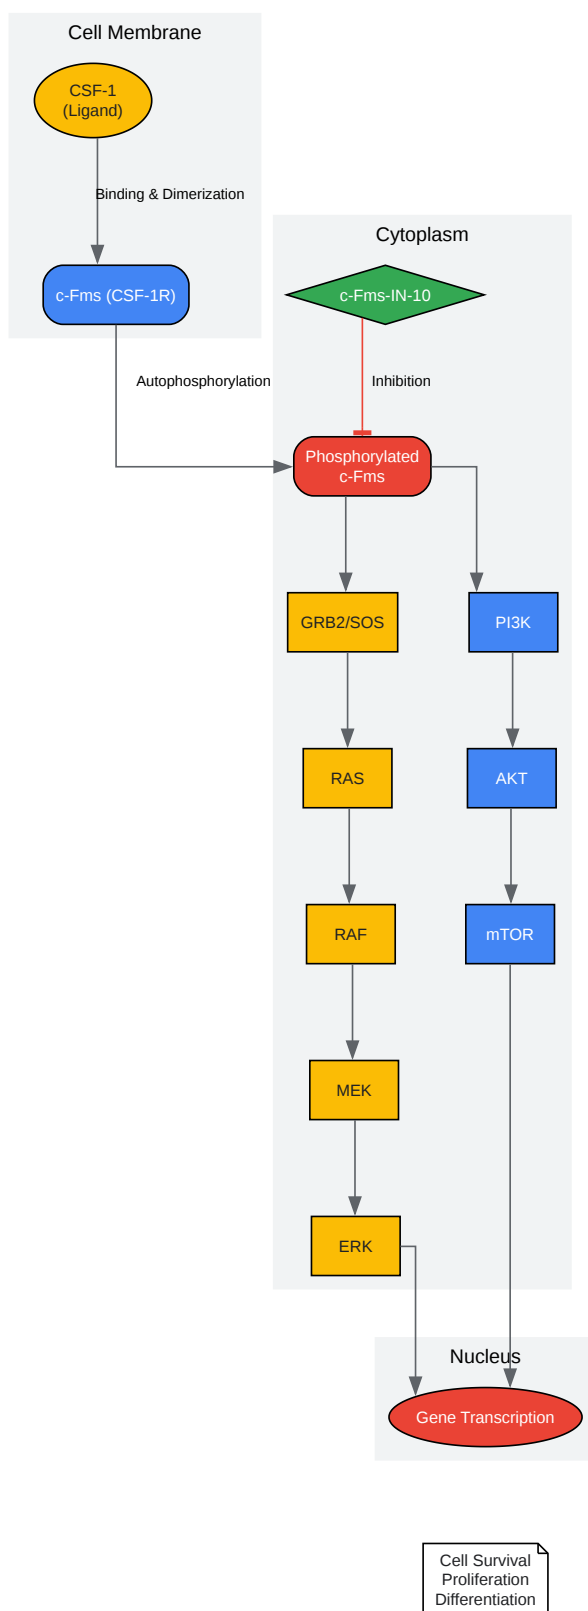 Cell Membrane
CSF-1
(Ligand)
Binding & Dimerization
c-Fms (CSF-1R)
Autophosphorylation
Cytoplasm
c-Fms-IN-10
Inhibition
Phosphorylated
c-Fms
GRB2/SOS
PI3K
RAS
AKT
RAF
mTOR
MEK
ERK
Nucleus
Gene Transcription
Cell Survival
Proliferation
Differentiation